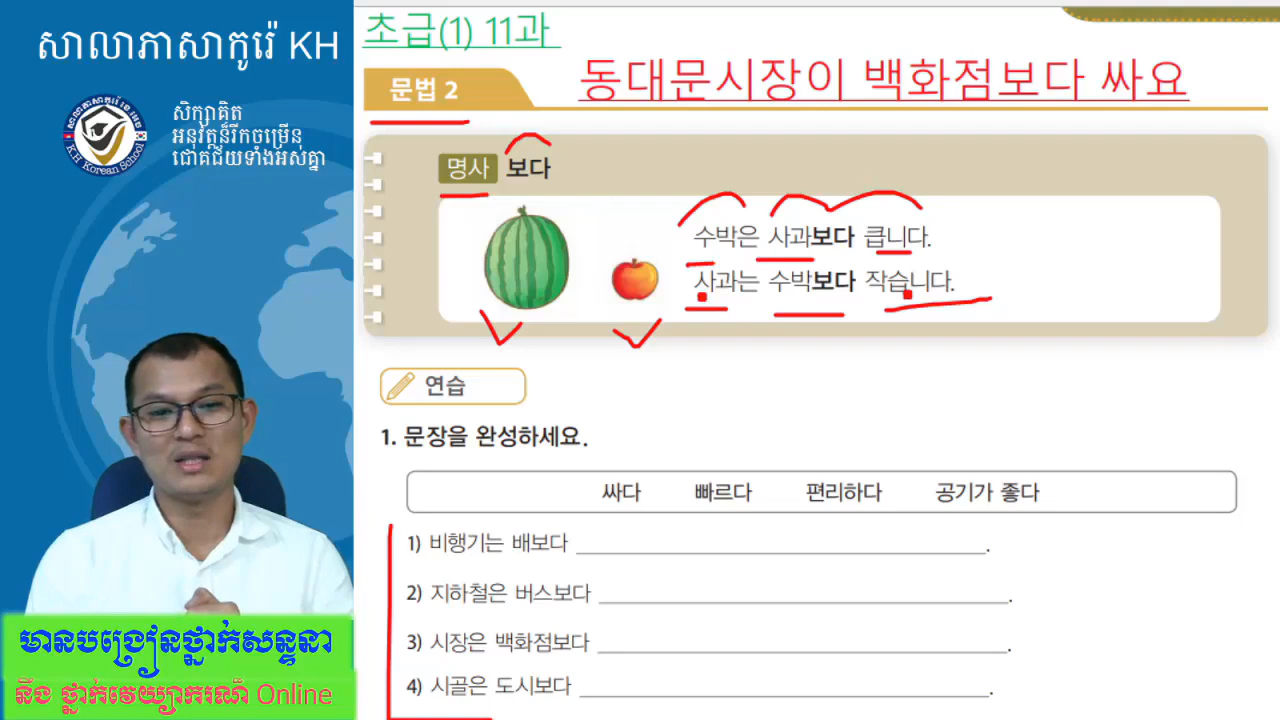 សាលាភាសាកូរ៉េ KH
សិក្សាគិត
អនុវត្តន៍រីកចម្រើន
ជោគជ័យទាំងអស់គ្នា
KH Korean School
មានបង្រៀនថ្នាក់សន្ទនា
នឹង ថ្នាក់វេយ្យាករណ៍ Online
초급(1) 11과
문법 2
동대문시장이 백화점보다 싸요
명사 보다
수박은 사과보다 큽니다.
사과는 수박보다 작습니다.
연습
1. 문장을 완성하세요.
싸다 빠르다 편리하다 공기가 좋다
1) 비행기는 배보다 ______.
2) 지하철은 버스보다 ______.
3) 시장은 백화점보다 ______.
4) 시골은 도시보다 ______.